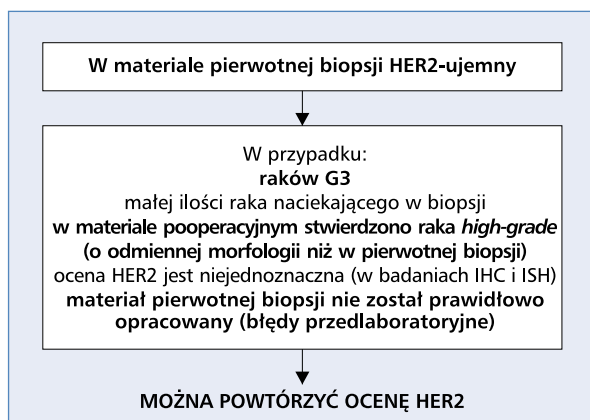 W materiale pierwotnej biopsji HER2-ujemny
W przypadku:
raków G3
małej ilości raka naciekającego w biopsji
w materiale pooperacyjnym stwierdzono raka high-grade
(o odmiennej morfologii niż w pierwotnej biopsji)
ocena HER2 jest niejednoznaczna (w badaniach IHC i ISH)
materiał pierwotnej biopsji nie został prawidłowo
opracowany (błędy przedlaboratoryjne)
MOŻNA POWTÓRZYĆ OCENĘ HER2